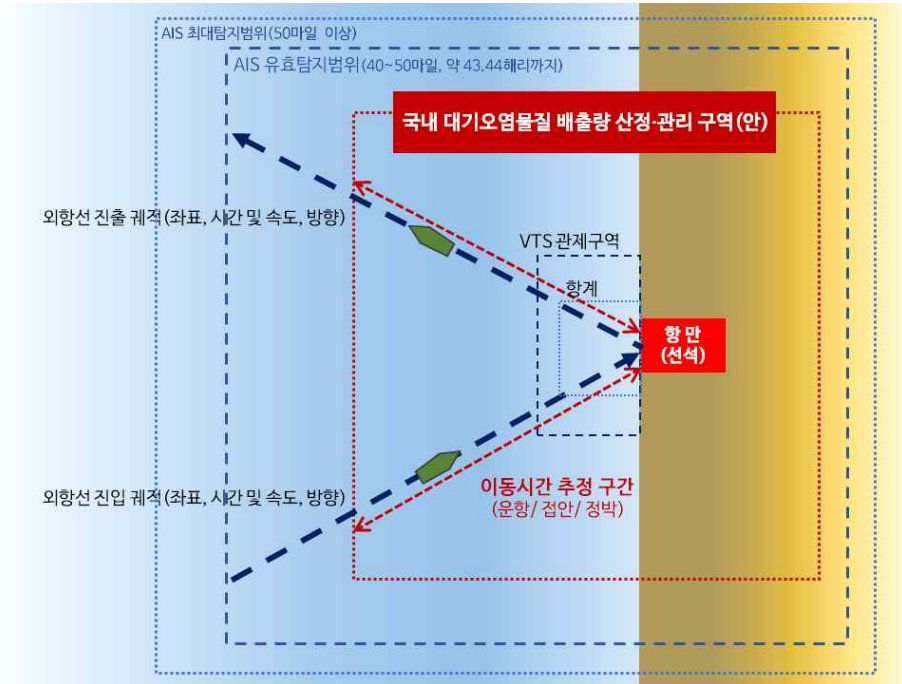 AIS 최대탐지범위(50마일 이상)
AIS 유효탐지범위(40~50마일, 약 43.44해리까지)
국내 대기오염물질 배출량 산정·관리 구역(안)
외항선 진출 궤적(좌표, 시간 및 속도, 방향)
VTS 관제구역
항계
항 만
(선석)
이동시간 추정 구간
(운항/ 접안/ 정박)
외항선 진입 궤적(좌표, 시간 및 속도, 방향)